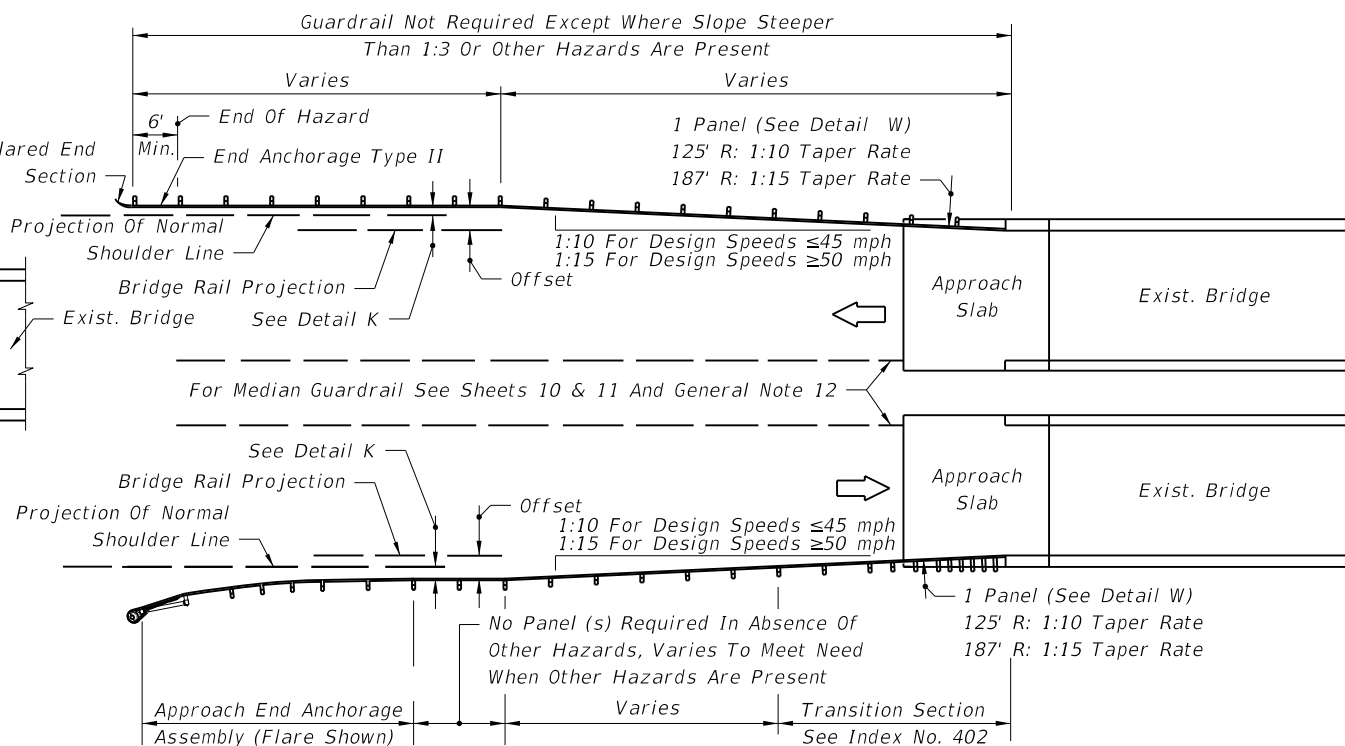 Guardrail Not Required Except Where Slope Steeper
Than 1:3 Or Other Hazards Are Present
Varies
Varies
6'
Min.
End Of Hazard
lared End
Section
End Anchorage Type II
1 Panel (See Detail W)
125' R: 1:10 Taper Rate
187' R: 1:15 Taper Rate
Projection Of Normal
Shoulder Line
1:10 For Design Speeds ≤45 mph
1:15 For Design Speeds ≥50 mph
Bridge Rail Projection
Offset
See Detail K
Exist. Bridge
Approach
Slab
Exist. Bridge
For Median Guardrail See Sheets 10 & 11 And General Note 12
See Detail K
Bridge Rail Projection
Approach
Slab
Exist. Bridge
Projection Of Normal
Shoulder Line
Offset
1:10 For Design Speeds ≤45 mph
1:15 For Design Speeds ≥50 mph
1 Panel (See Detail W)
125' R: 1:10 Taper Rate
187' R: 1:15 Taper Rate
No Panel (s) Required In Absence Of
Other Hazards, Varies To Meet Need
When Other Hazards Are Present
Approach End Anchorage
Assembly (Flare Shown)
Varies
Transition Section
See Index No. 402